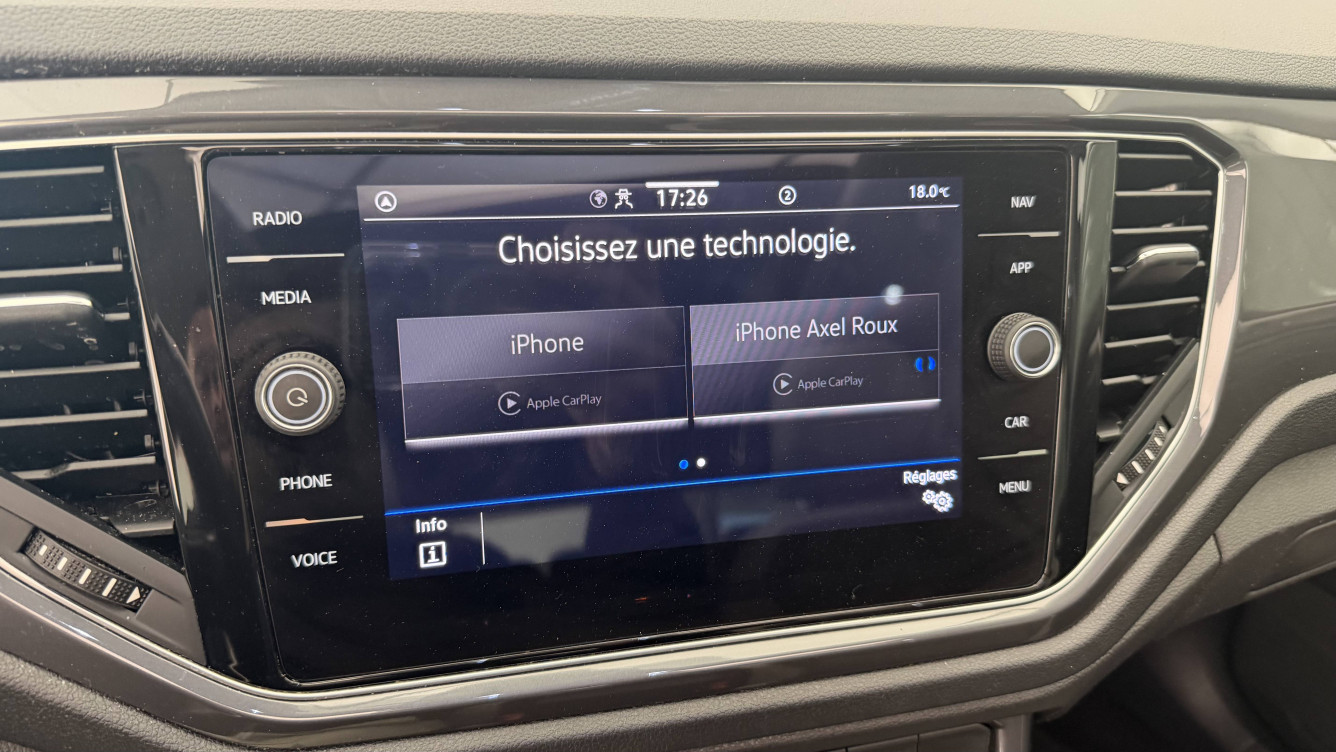 RADIO
MEDIA
PHONE
VOICE
17:26
2
18.0°C
Choisissez une technologie.
iPhone
Apple CarPlay
iPhone Axel Roux
Apple CarPlay
Info
i
Réglages
NAV
APP
CAR
MENU